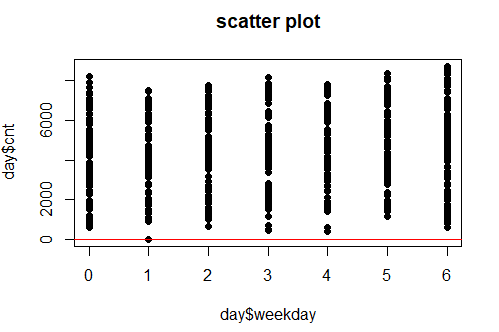 scatter plot
day$cnt
6000
2000
0
0 1 2 3 4 5 6
day$weekday